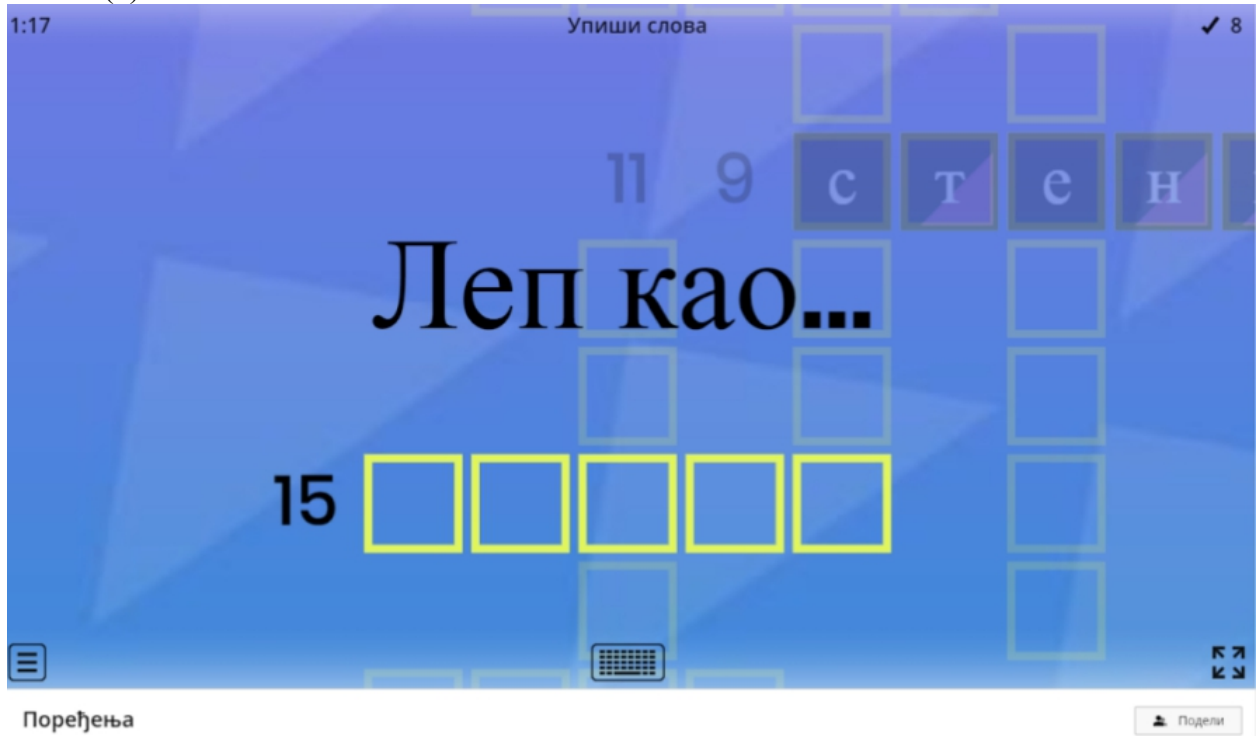 1:17 Упиши слова ✓ 8
11 9 с т е н
Леп као...
15
Поређења Подели